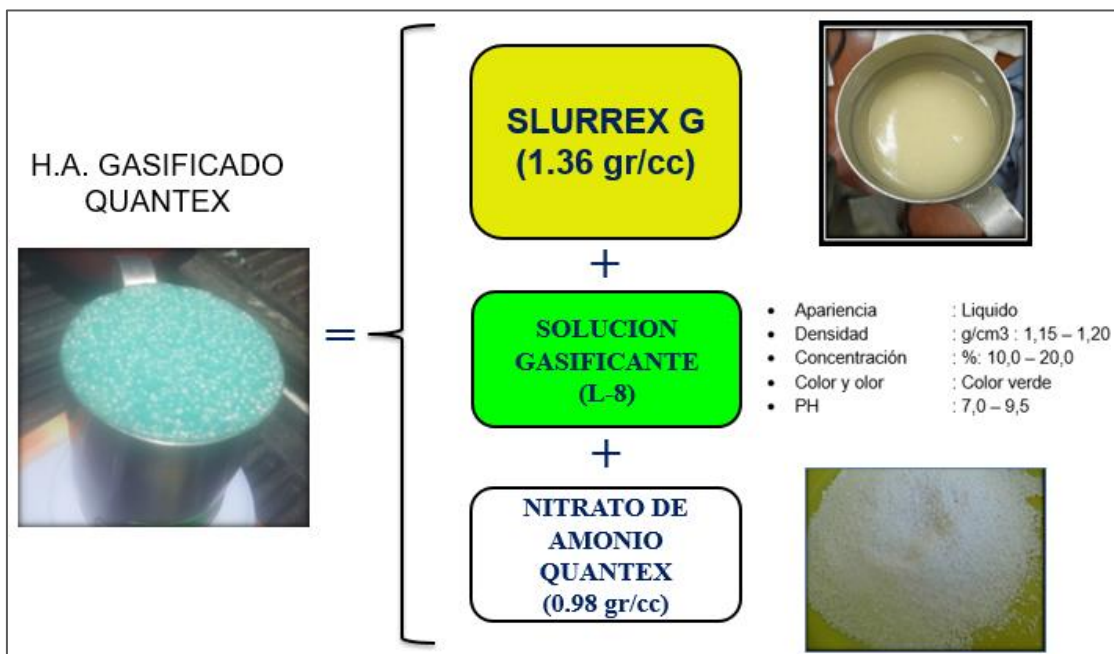 H.A. GASIFICADO
QUANTEX
=
SLURREX G
(1.36 gr/cc)
+
SOLUCION
GASIFICANTE
(L-8)
• Apariencia : Liquido
• Densidad : g/cm3 : 1,15 – 1,20
• Concentración : %: 10,0 – 20,0
• Color y olor : Color verde
• PH : 7,0 – 9,5
+
NITRATO DE
AMONIO
QUANTEX
(0.98 gr/cc)